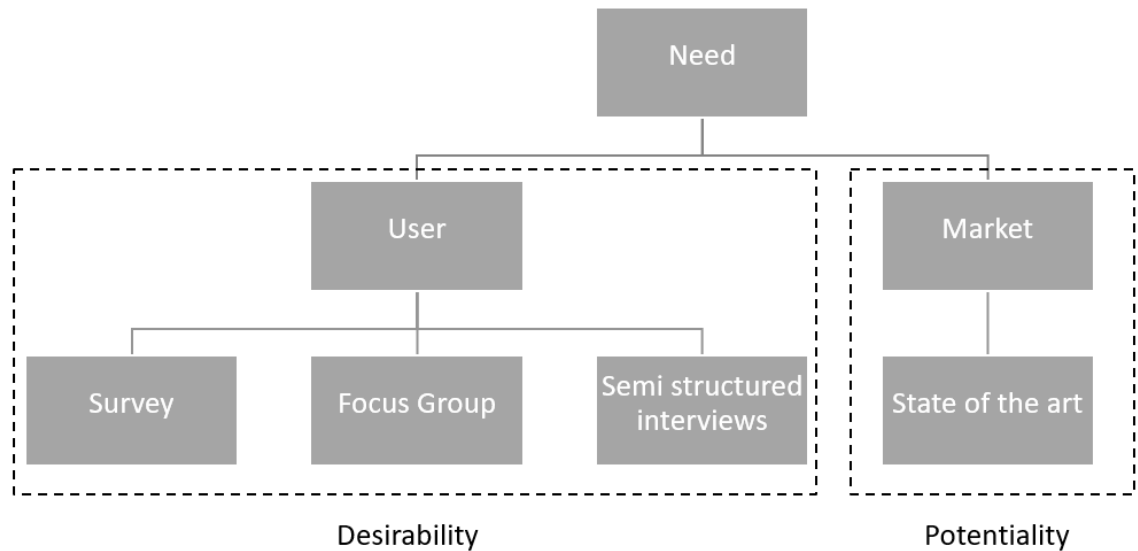 Need
User
Market
Survey
Focus Group
Semi structured
interviews
State of the art
Desirability
Potentiality